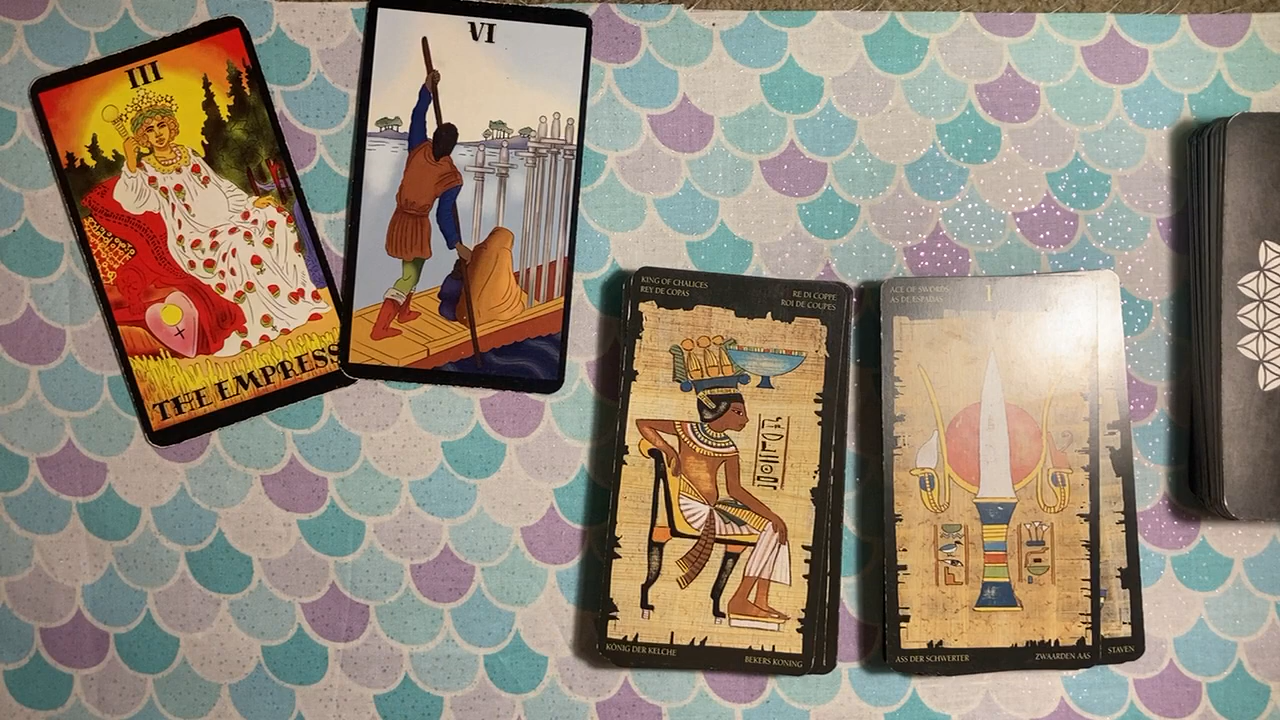 III
THE EMPRESS
VI
KING OF CHALICES
REY DE COPAS
RE DI COPPE
ROI DE COUPES
KÖNIG DER KELCHE
BEKERS KONING
ACE OF SWORDS
AS DE ESPADAS
1
ASS DER SCHWERTER
ZWAARDEN AAS
STAVEN